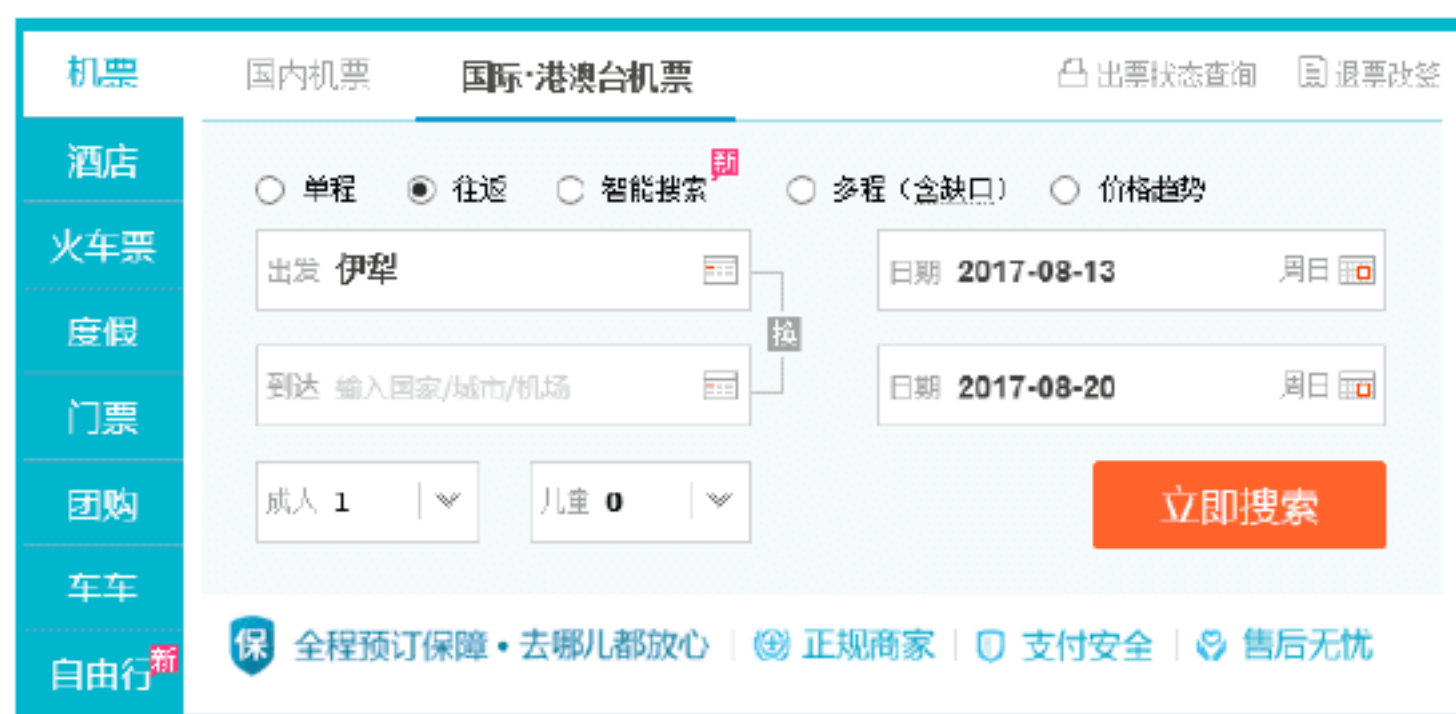 机票
国内机票 国际·港澳台机票 出票状态查询 退票改签
酒店
火车票
度假
门票
团购
车车
自由行 新
单程 往返 智能搜索 新 多程（含缺口） 价格趋势
出发 伊犁 日期 2017-08-13 周日
换
到达 输入国家/城市/机场 日期 2017-08-20 周日
成人 1 儿童 0 立即搜索
保 全程预订保障·去哪儿都放心 正规商家 支付安全 售后无忧